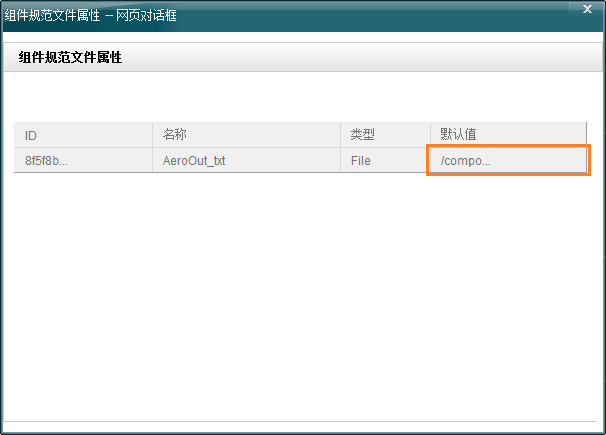 组件规范文件属性 -- 网页对话框
组件规范文件属性
ID 名称 类型 默认值
8f5f8b... AeroOut_txt File /compo...